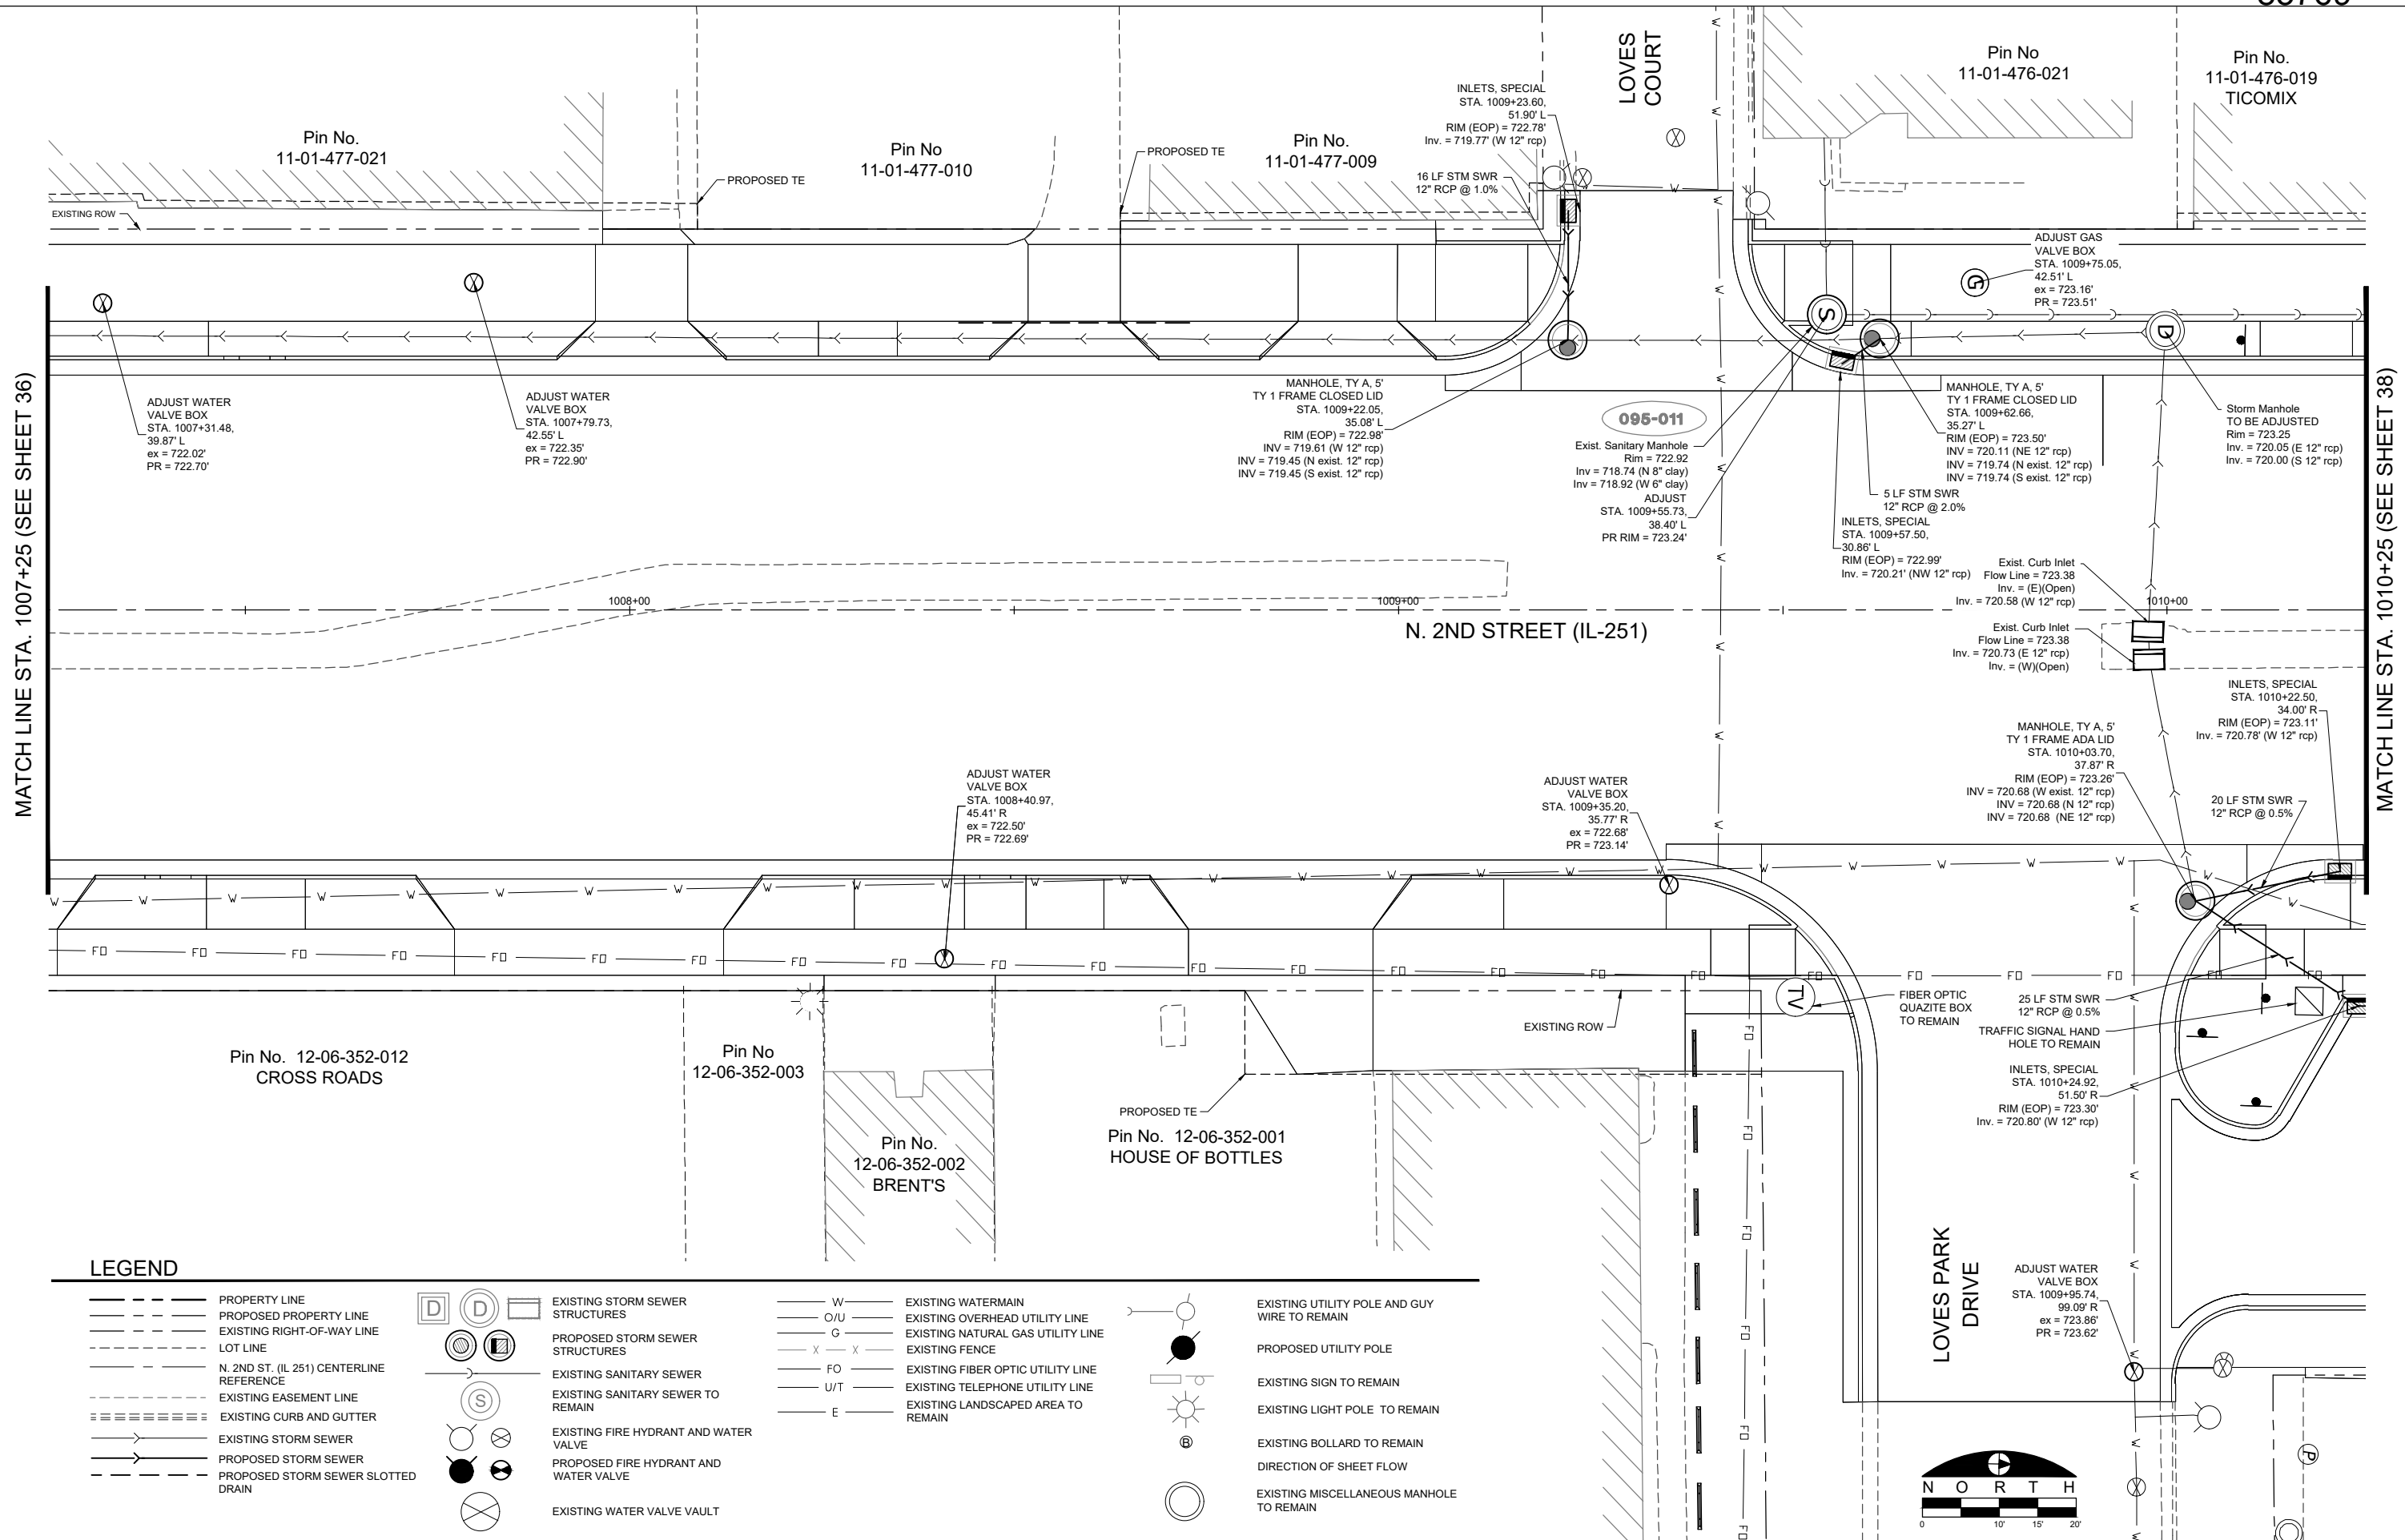 LOVES
COURT
Pin No.
11-01-477-021
Pin No
11-01-477-010
Pin No.
11-01-477-009
Pin No
11-01-476-021
Pin No.
11-01-476-019
TICOMIX
EXISTING ROW
PROPOSED TE
PROPOSED TE
INLETS, SPECIAL
STA. 1009+23.60,
51.90' L
RIM (EOP) = 722.78'
Inv. = 719.77' (W 12" rcp)
16 LF STM SWR
12" RCP @ 1.0%
ADJUST GAS
VALVE BOX
STA. 1009+75.05,
42.51' L
ex = 723.16'
PR = 723.51'
G
S
D
MATCH LINE STA. 1007+25 (SEE SHEET 36)
MATCH LINE STA. 1010+25 (SEE SHEET 38)
ADJUST WATER
VALVE BOX
STA. 1007+31.48,
39.87' L
ex = 722.02'
PR = 722.70'
ADJUST WATER
VALVE BOX
STA. 1007+79.73,
42.55' L
ex = 722.35'
PR = 722.90'
MANHOLE, TY A, 5'
TY 1 FRAME CLOSED LID
STA. 1009+22.05,
35.08' L
RIM (EOP) = 722.98'
INV = 719.61 (W 12" rcp)
INV = 719.45 (N exist. 12" rcp)
INV = 719.45 (S exist. 12" rcp)
095-011
Exist. Sanitary Manhole
Rim = 722.92
Inv = 718.74 (N 8" clay)
Inv = 718.92 (W 6" clay)
ADJUST
STA. 1009+55.73,
38.40' L
PR RIM = 723.24'
MANHOLE, TY A, 5'
TY 1 FRAME CLOSED LID
STA. 1009+62.66,
35.27' L
RIM (EOP) = 723.50'
INV = 720.11 (NE 12" rcp)
INV = 719.74 (N exist. 12" rcp)
INV = 719.74 (S exist. 12" rcp)
5 LF STM SWR
12" RCP @ 2.0%
INLETS, SPECIAL
STA. 1009+57.50,
30.86' L
RIM (EOP) = 722.99'
Inv. = 720.21' (NW 12" rcp)
Storm Manhole
TO BE ADJUSTED
Rim = 723.25
Inv. = 720.05 (E 12" rcp)
Inv. = 720.00 (S 12" rcp)
Exist. Curb Inlet
Flow Line = 723.38
Inv. = (E)(Open)
Inv. = 720.58 (W 12" rcp)
Exist. Curb Inlet
Flow Line = 723.38
Inv. = 720.73 (E 12" rcp)
Inv. = (W)(Open)
1008+00
1009+00
1010+00
N. 2ND STREET (IL-251)
INLETS, SPECIAL
STA. 1010+22.50,
34.00' R
RIM (EOP) = 723.11'
Inv. = 720.78' (W 12" rcp)
MANHOLE, TY A, 5'
TY 1 FRAME ADA LID
STA. 1010+03.70,
37.87' R
RIM (EOP) = 723.26'
INV = 720.68 (W exist. 12" rcp)
INV = 720.68 (N 12" rcp)
INV = 720.68 (NE 12" rcp)
20 LF STM SWR
12" RCP @ 0.5%
ADJUST WATER
VALVE BOX
STA. 1008+40.97,
45.41' R
ex = 722.50'
PR = 722.69'
ADJUST WATER
VALVE BOX
STA. 1009+35.20,
35.77' R
ex = 722.68'
PR = 723.14'
TV
FIBER OPTIC
QUAZITE BOX
TO REMAIN
25 LF STM SWR
12" RCP @ 0.5%
TRAFFIC SIGNAL HAND
HOLE TO REMAIN
INLETS, SPECIAL
STA. 1010+24.92,
51.50' R
RIM (EOP) = 723.30'
Inv. = 720.80' (W 12" rcp)
EXISTING ROW
Pin No. 12-06-352-012
CROSS ROADS
Pin No
12-06-352-003
Pin No.
12-06-352-002
BRENT'S
PROPOSED TE
Pin No. 12-06-352-001
HOUSE OF BOTTLES
LOVES PARK
DRIVE
ADJUST WATER
VALVE BOX
STA. 1009+95.74,
99.09' R
ex = 723.86'
PR = 723.62'
P
LEGEND
PROPERTY LINE
PROPOSED PROPERTY LINE
EXISTING RIGHT-OF-WAY LINE
LOT LINE
N. 2ND ST. (IL 251) CENTERLINE
REFERENCE
EXISTING EASEMENT LINE
EXISTING CURB AND GUTTER
EXISTING STORM SEWER
PROPOSED STORM SEWER
PROPOSED STORM SEWER SLOTTED
DRAIN
D D EXISTING STORM SEWER
STRUCTURES
PROPOSED STORM SEWER
STRUCTURES
EXISTING SANITARY SEWER
S EXISTING SANITARY SEWER TO
REMAIN
EXISTING FIRE HYDRANT AND WATER
VALVE
PROPOSED FIRE HYDRANT AND
WATER VALVE
EXISTING WATER VALVE VAULT
W EXISTING WATERMAIN
O/U EXISTING OVERHEAD UTILITY LINE
G EXISTING NATURAL GAS UTILITY LINE
X X EXISTING FENCE
FO EXISTING FIBER OPTIC UTILITY LINE
U/T EXISTING TELEPHONE UTILITY LINE
E EXISTING LANDSCAPED AREA TO
REMAIN
EXISTING UTILITY POLE AND GUY
WIRE TO REMAIN
PROPOSED UTILITY POLE
EXISTING SIGN TO REMAIN
EXISTING LIGHT POLE TO REMAIN
B EXISTING BOLLARD TO REMAIN
DIRECTION OF SHEET FLOW
EXISTING MISCELLANEOUS MANHOLE
TO REMAIN
NORTH
0 10' 15' 20'